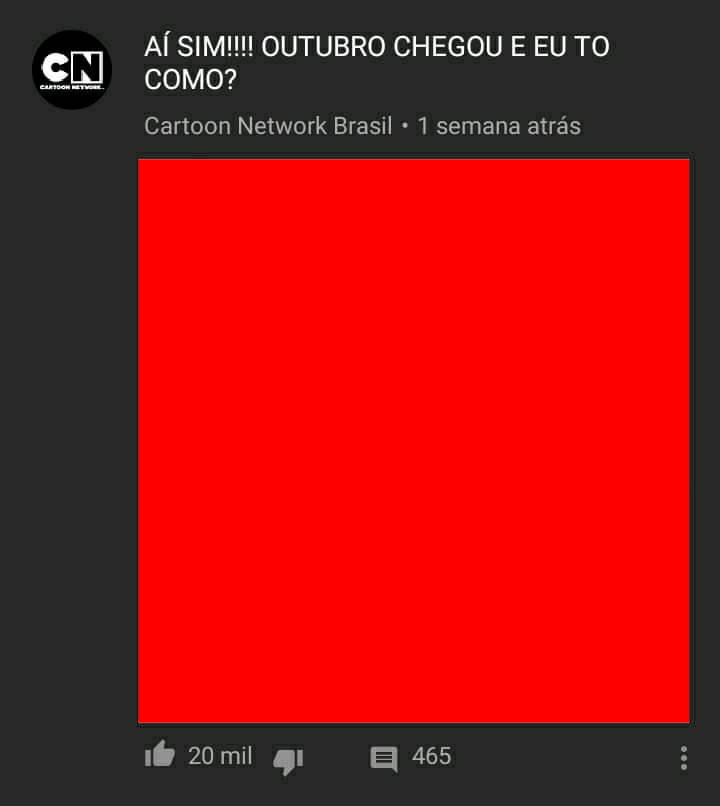 CN
CARTOON NETWORK.
AÍ SIM!!!! OUTUBRO CHEGOU E EU TO
COMO?
Cartoon Network Brasil • 1 semana atrás
20 mil
465